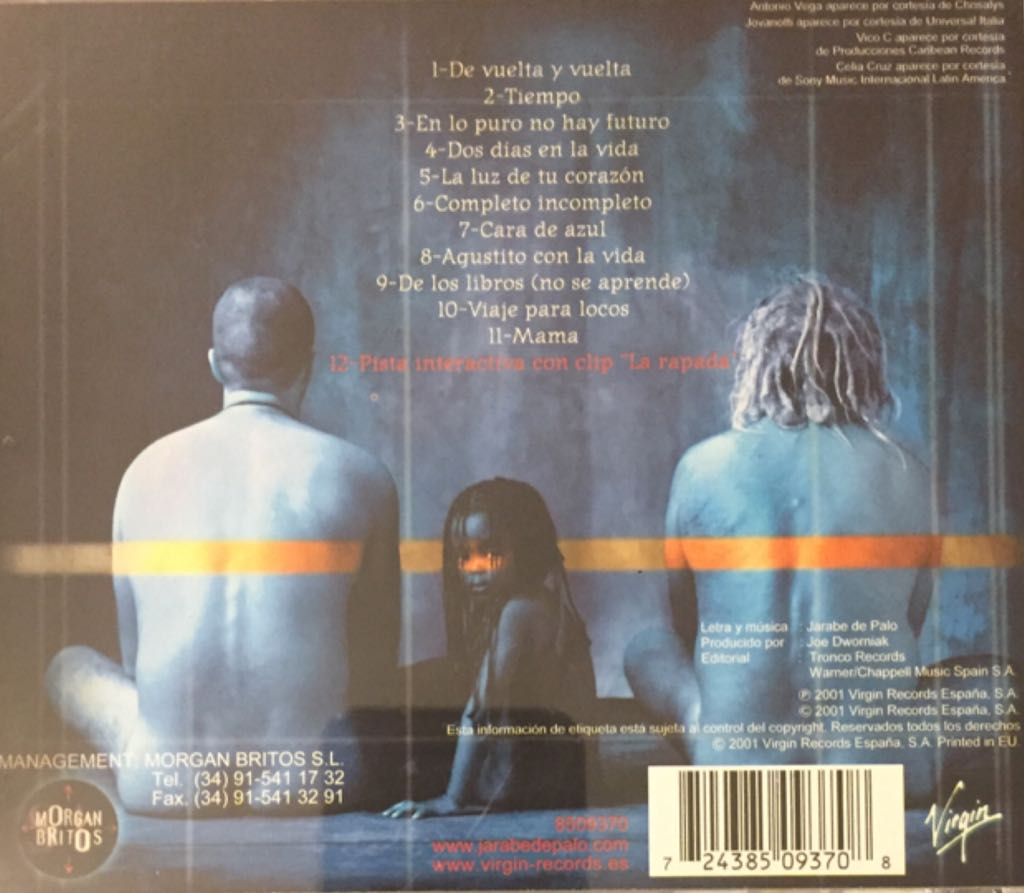 Antonio Vega aparece por cortesia de Chrisalys
Jovanotti aparece por cortesia de Universal Italia
Vico C aparece por cortesia
de Producciones Caribean Records
Celia Cruz aparece por cortesia
de Sony Music Internacional Latin America
1-De vuelta y vuelta
2-Tiempo
3-En lo puro no hay futuro
4-Dos dias en la vida
5-La luz de tu corazón
6-Completo incompleto
7-Cara de azul
8-Agustito con la vida
9-De los libros (no se aprende)
10-Viaje para locos
11-Mama
12-Pista interactiva con clip "La rapada"
Letra y música : Jarabe de Palo
Producido por : Joe Dworniak
Editorial : Tronco Records
Warner/Chappell Music Spain S.A.
℗ 2001 Virgin Records España, S.A.
© 2001 Virgin Records España, S.A.
Esta información de etiqueta está sujeta al control del copyright. Reservados todos los derechos
© 2001 Virgin Records España, S.A. Printed in EU.
MANAGEMENT: MORGAN BRITOS S.L.
Tel. (34) 91-541 17 32
Fax. (34) 91-541 32 91
MORGAN
BRITOS
8509370
www.jarabedepalo.com
www.virgin-records.es
7 24385 09370 8
Virgin